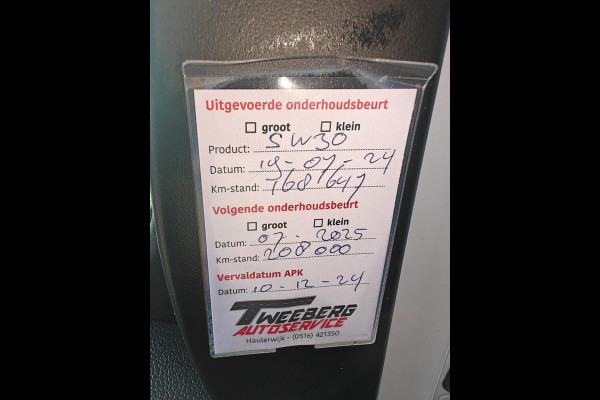 Uitgevoerde onderhoudsbeurt
groot klein
Product: 5W30
Datum: 19-07-24
Km-stand: 168647
Volgende onderhoudsbeurt
groot klein
Datum: 07-2025
Km-stand: 208000
Vervaldatum APK
Datum: 10-12-24
TWEEBERG
AUTOSERVICE
Haulerwijk - (0516) 421350